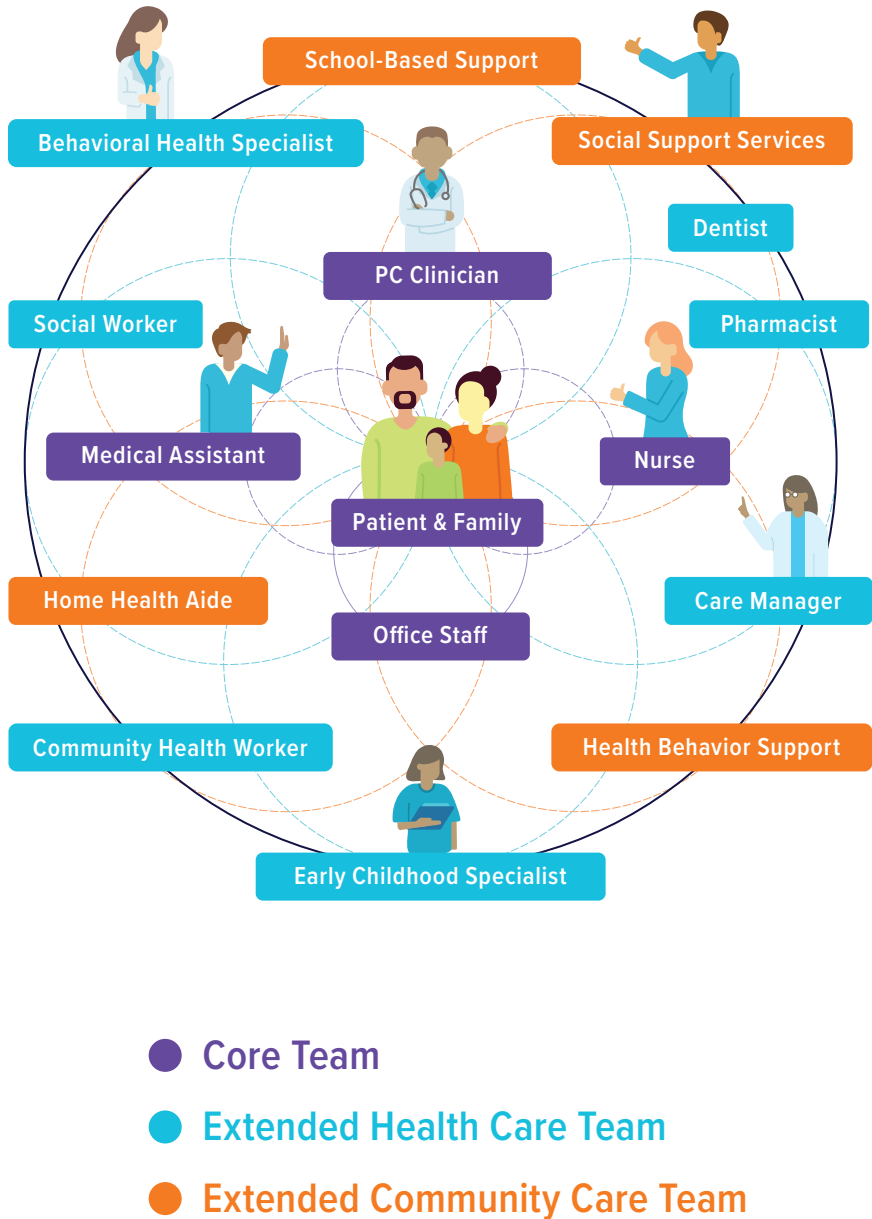 School-Based Support
Behavioral Health Specialist
Social Support Services
Dentist
PC Clinician
Social Worker
Pharmacist
Medical Assistant
Nurse
Patient & Family
Home Health Aide
Care Manager
Office Staff
Community Health Worker
Health Behavior Support
Early Childhood Specialist
Core Team
Extended Health Care Team
Extended Community Care Team